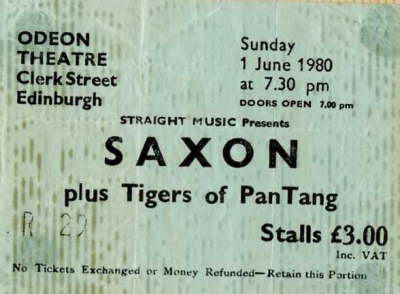 ODEON
THEATRE
Clerk Street
Edinburgh
Sunday
1 June 1980
at 7.30 pm
DOORS OPEN 7.00 pm
STRAIGHT MUSIC Presents
SAXON
plus Tigers of PanTang
R 29
Stalls £3.00
Inc. VAT
No Tickets Exchanged or Money Refunded—Retain this Portion